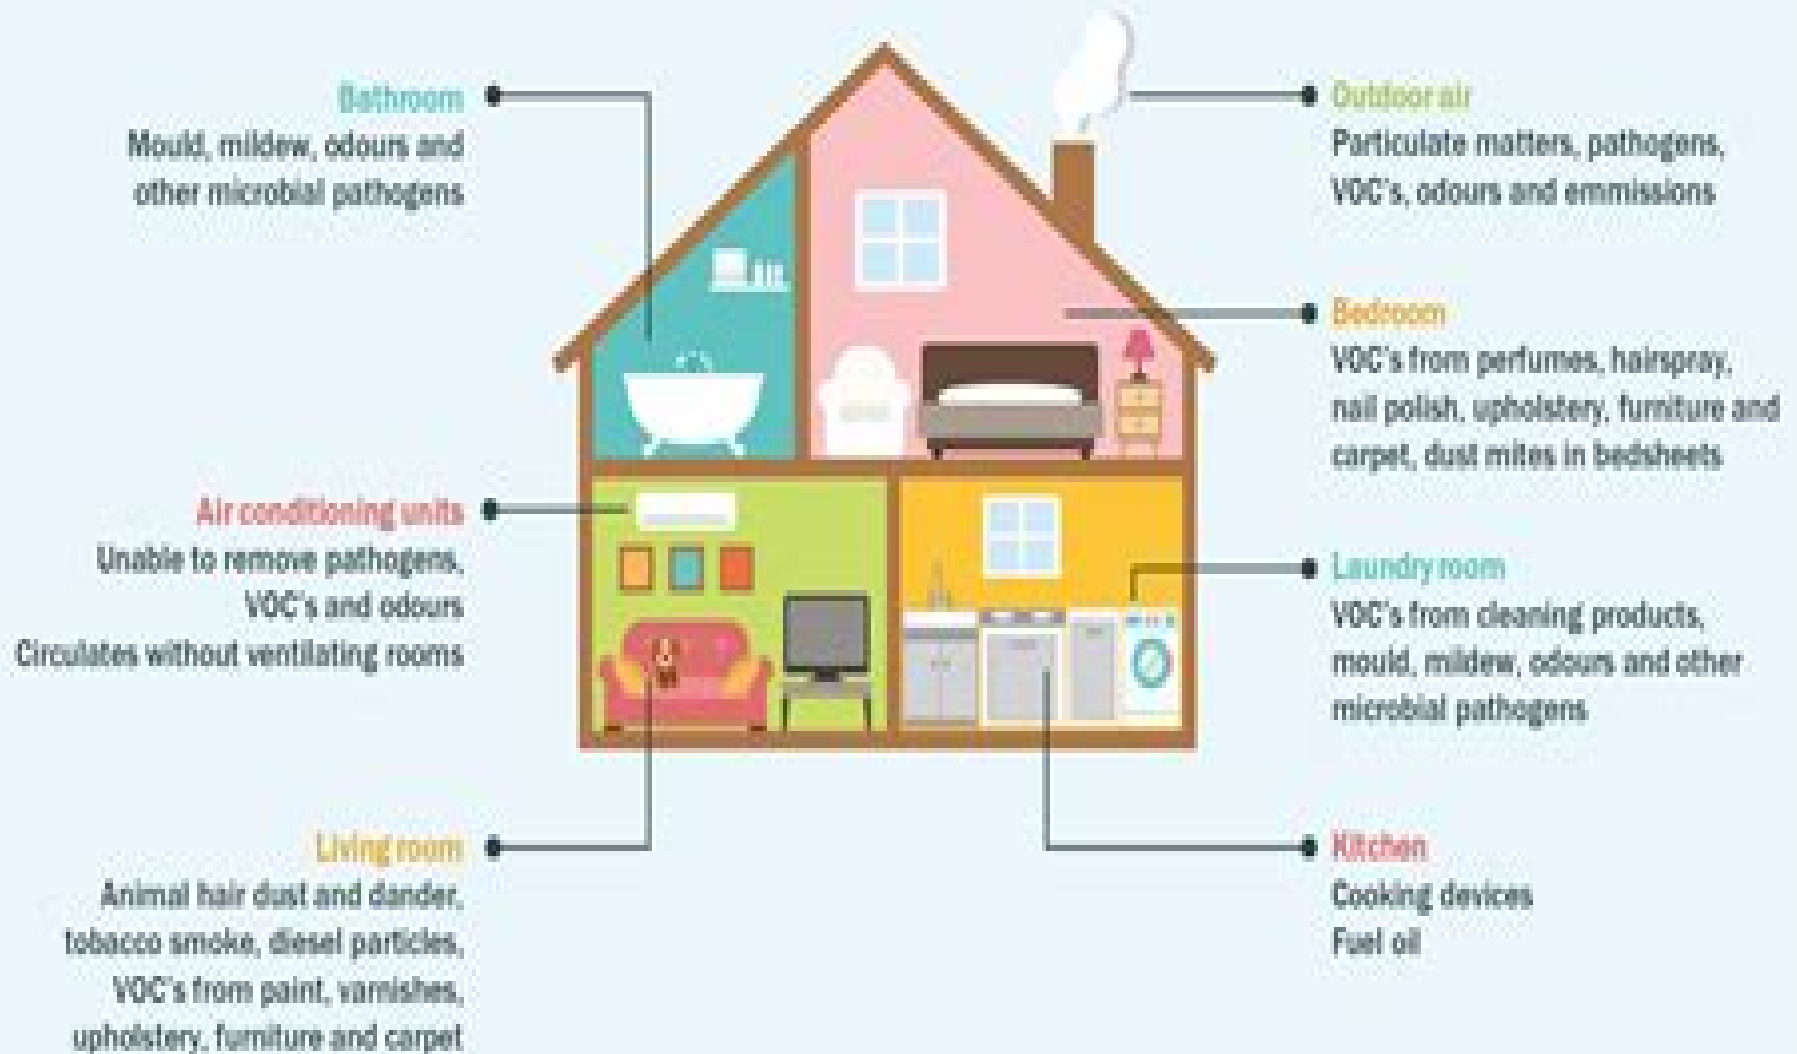 Bathroom
Mould, mildew, odours and
other microbial pathogens
Air conditioning units
Unable to remove pathogens,
VOC's and odours
Circulates without ventilating rooms
Living room
Animal hair dust and dander,
tobacco smoke, diesel particles,
VOC's from paint, varnishes,
upholstery, furniture and carpet
Outdoor air
Particulate matters, pathogens,
VOC's, odours and emmissions
Bedroom
VOC's from perfumes, hairspray,
nail polish, upholstery, furniture and
carpet, dust mites in bedsheets
Laundry room
VOC's from cleaning products,
mould, mildew, odours and other
microbial pathogens
Kitchen
Cooking devices
Fuel oil